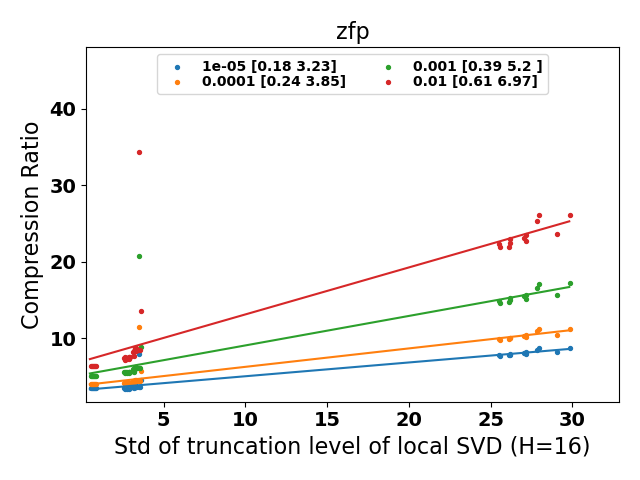 zfp
1e-05 [0.18 3.23]
0.0001 [0.24 3.85]
0.001 [0.39 5.2 ]
0.01 [0.61 6.97]
Compression Ratio
40
30
20
10
5
10
15
20
25
30
Std of truncation level of local SVD (H=16)